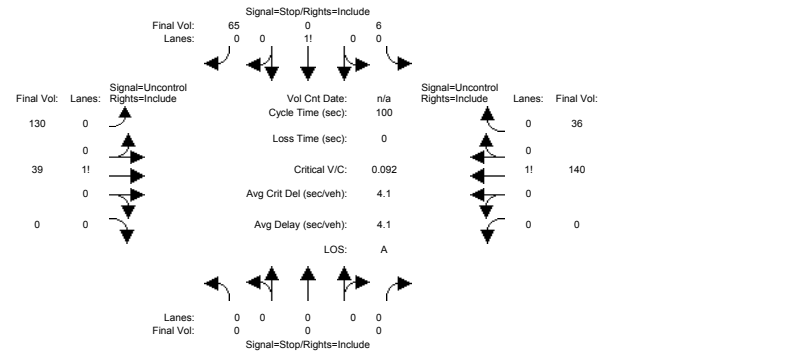 Signal=Stop/Rights=Include
Final Vol: 65 0 6
Lanes: 0 0 1! 0 0
Signal=Uncontrol Signal=Uncontrol
Final Vol: Lanes: Rights=Include Vol Cnt Date: n/a Rights=Include Lanes: Final Vol:
Cycle Time (sec): 100
130 0 0 36
Loss Time (sec): 0
0 0
39 1! Critical V/C: 0.092 1! 140
0 Avg Crit Del (sec/veh): 4.1 0
0 0 Avg Delay (sec/veh): 4.1 0 0
LOS: A
Lanes: 0 0 0 0 0
Final Vol: 0 0 0
Signal=Stop/Rights=Include